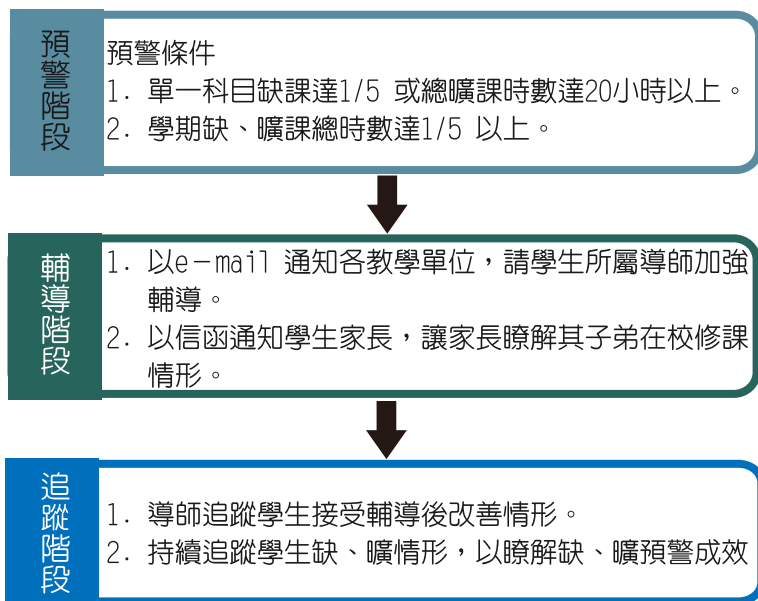 預警階段
預警條件
1. 單一科目缺課達1/5 或總曠課時數達20小時以上。
2. 學期缺、曠課總時數達1/5 以上。
輔導階段
1. 以e－mail 通知各教學單位，請學生所屬導師加強
輔導。
2. 以信函通知學生家長，讓家長瞭解其子弟在校修課
情形。
追蹤階段
1. 導師追蹤學生接受輔導後改善情形。
2. 持續追蹤學生缺、曠情形，以瞭解缺、曠預警成效